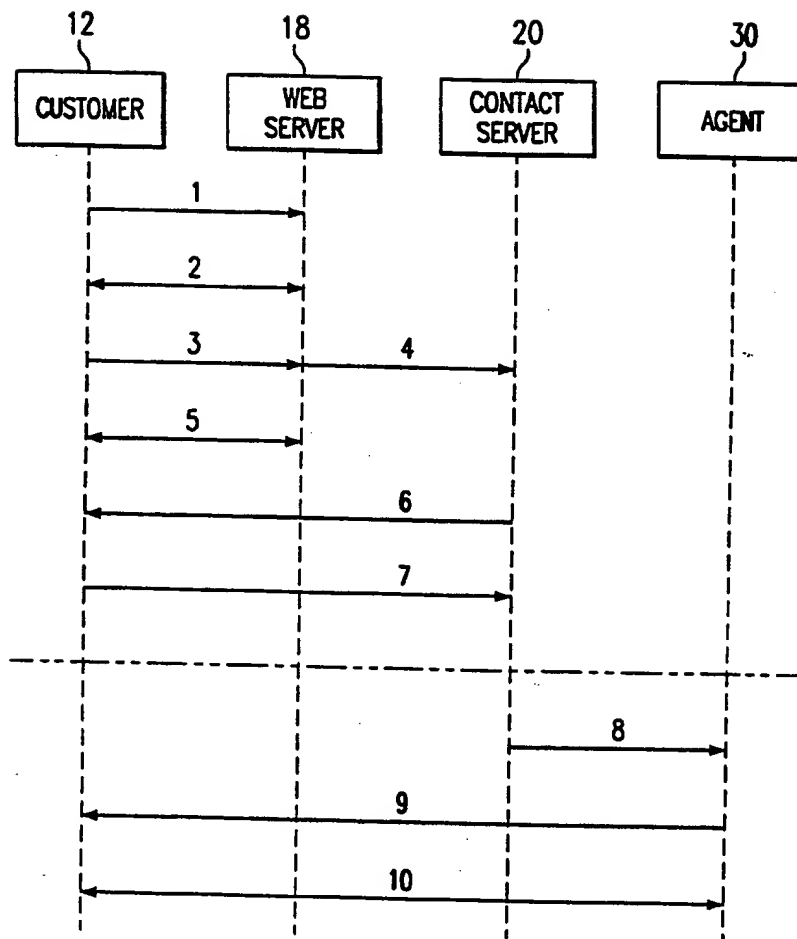 12 18 20 30
CUSTOMER
WEB
SERVER
CONTACT
SERVER
AGENT
1
2
3 4
5
6
7
8
9
10